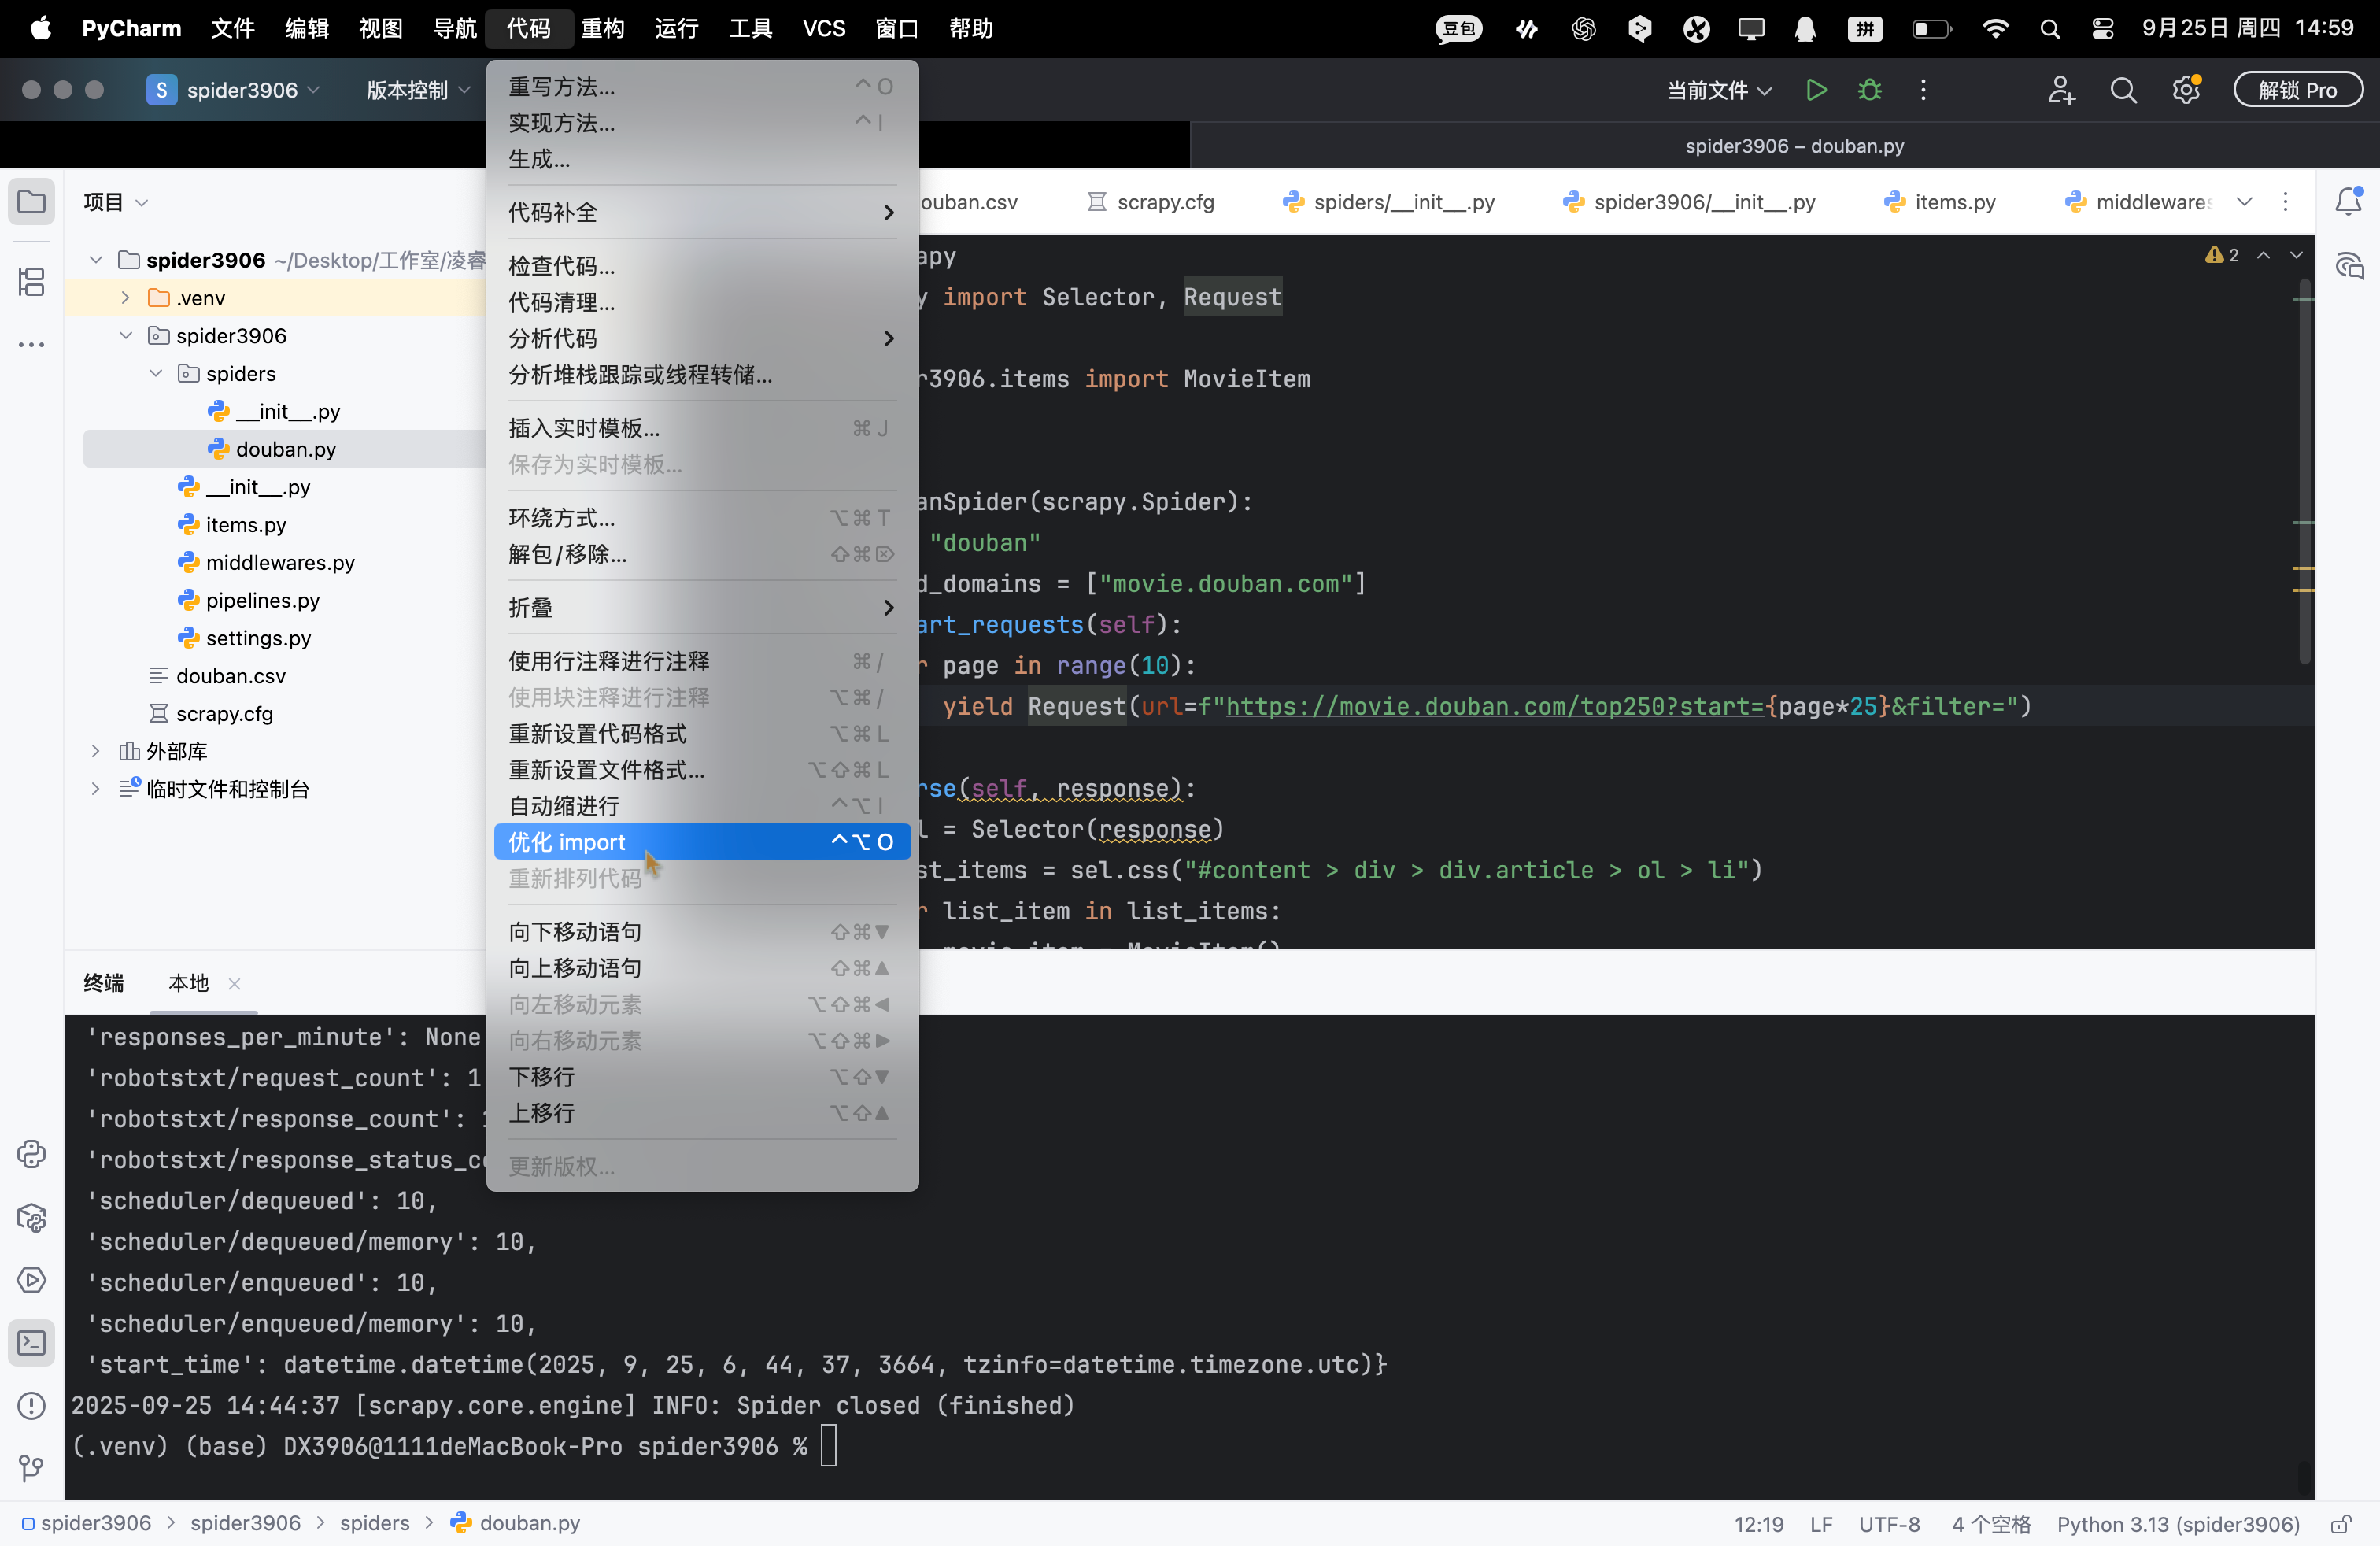 PyCharm 文件 编辑 视图 导航 代码 重构 运行 工具 VCS 窗口 帮助 豆包 拼 9月25日 周四 14:59
S spider3906 版本控制 当前文件 解锁 Pro
spider3906 – douban.py
项目
ouban.csv scrapy.cfg spiders/__init__.py spider3906/__init__.py items.py middlewares
spider3906 ~/Desktop/工作室/凌睿
.venv
spider3906
spiders
__init__.py
douban.py
__init__.py
items.py
middlewares.py
pipelines.py
settings.py
douban.csv
scrapy.cfg
外部库
临时文件和控制台
重写方法... ^ O
实现方法... ^ I
生成...
代码补全
检查代码...
代码清理...
分析代码
分析堆栈跟踪或线程转储...
插入实时模板... ⌘ J
保存为实时模板...
环绕方式... ⌥⌘ T
解包/移除... ⇧⌘⌦
折叠
使用行注释进行注释 ⌘ /
使用块注释进行注释 ⌥⌘ /
重新设置代码格式 ⌥⌘ L
重新设置文件格式... ⌥⇧⌘ L
自动缩进行 ^⌥ I
优化 import ^⌥ O
重新排列代码
向下移动语句 ⇧⌘▼
向上移动语句 ⇧⌘▲
向左移动元素 ⌥⇧⌘◀
向右移动元素 ⌥⇧⌘▶
下移行 ⌥⇧▼
上移行 ⌥⇧▲
更新版权...
apy
y import Selector, Request
r3906.items import MovieItem
anSpider(scrapy.Spider):
"douban"
d_domains = ["movie.douban.com"]
art_requests(self):
r page in range(10):
yield Request(url=f"https://movie.douban.com/top250?start={page*25}&filter=")
rse(self, response):
l = Selector(response)
st_items = sel.css("#content > div > div.article > ol > li")
r list_item in list_items:
movie_item = MovieItem()
2
终端 本地
'responses_per_minute': None
'robotstxt/request_count': 1
'robotstxt/response_count': 1
'robotstxt/response_status_co
'scheduler/dequeued': 10,
'scheduler/dequeued/memory': 10,
'scheduler/enqueued': 10,
'scheduler/enqueued/memory': 10,
'start_time': datetime.datetime(2025, 9, 25, 6, 44, 37, 3664, tzinfo=datetime.timezone.utc)}
2025-09-25 14:44:37 [scrapy.core.engine] INFO: Spider closed (finished)
(.venv) (base) DX3906@1111deMacBook-Pro spider3906 %
spider3906 > spider3906 > spiders > douban.py 12:19 LF UTF-8 4 个空格 Python 3.13 (spider3906)